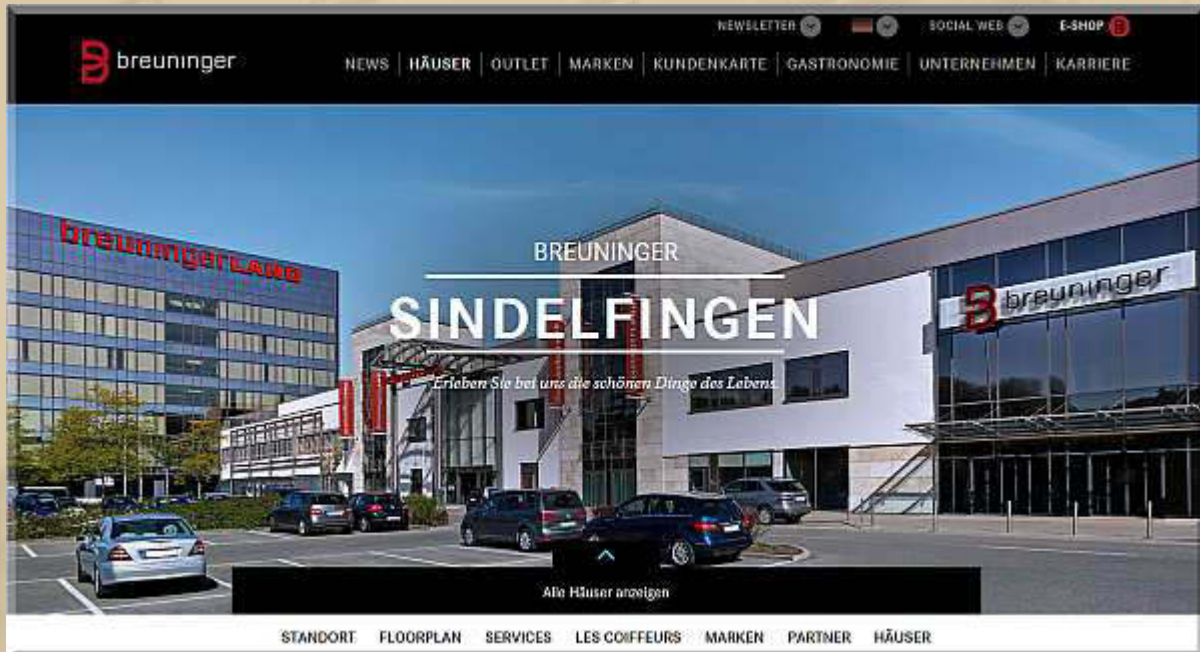 NEWSLETTER SOCIAL WEB E-SHOP
breuninger
NEWS HÄUSER OUTLET MARKEN KUNDENKARTE GASTRONOMIE UNTERNEHMEN KARRIERE
breuningerLAND
BREUNINGER
SINDELFINGEN
Erleben Sie bei uns die schönen Dinge des Lebens.
breuninger
Alle Häuser anzeigen
STANDORT FLOORPLAN SERVICES LES COIFFEURS MARKEN PARTNER HÄUSER